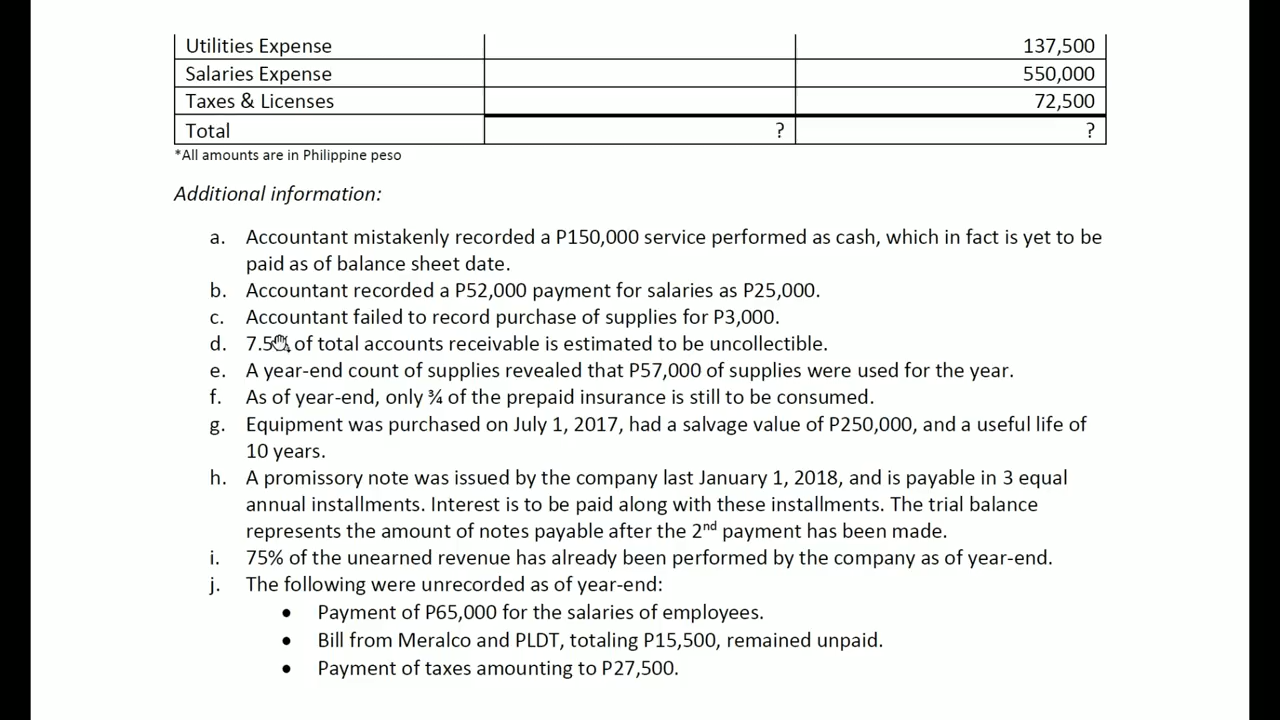 Utilities Expense 137,500
Salaries Expense 550,000
Taxes & Licenses 72,500
Total ? ?
*All amounts are in Philippine peso
Additional information:
a. Accountant mistakenly recorded a P150,000 service performed as cash, which in fact is yet to be
paid as of balance sheet date.
b. Accountant recorded a P52,000 payment for salaries as P25,000.
c. Accountant failed to record purchase of supplies for P3,000.
d. 7.5% of total accounts receivable is estimated to be uncollectible.
e. A year-end count of supplies revealed that P57,000 of supplies were used for the year.
f. As of year-end, only ¾ of the prepaid insurance is still to be consumed.
g. Equipment was purchased on July 1, 2017, had a salvage value of P250,000, and a useful life of
10 years.
h. A promissory note was issued by the company last January 1, 2018, and is payable in 3 equal
annual installments. Interest is to be paid along with these installments. The trial balance
represents the amount of notes payable after the 2nd payment has been made.
i. 75% of the unearned revenue has already been performed by the company as of year-end.
j. The following were unrecorded as of year-end:
• Payment of P65,000 for the salaries of employees.
• Bill from Meralco and PLDT, totaling P15,500, remained unpaid.
• Payment of taxes amounting to P27,500.